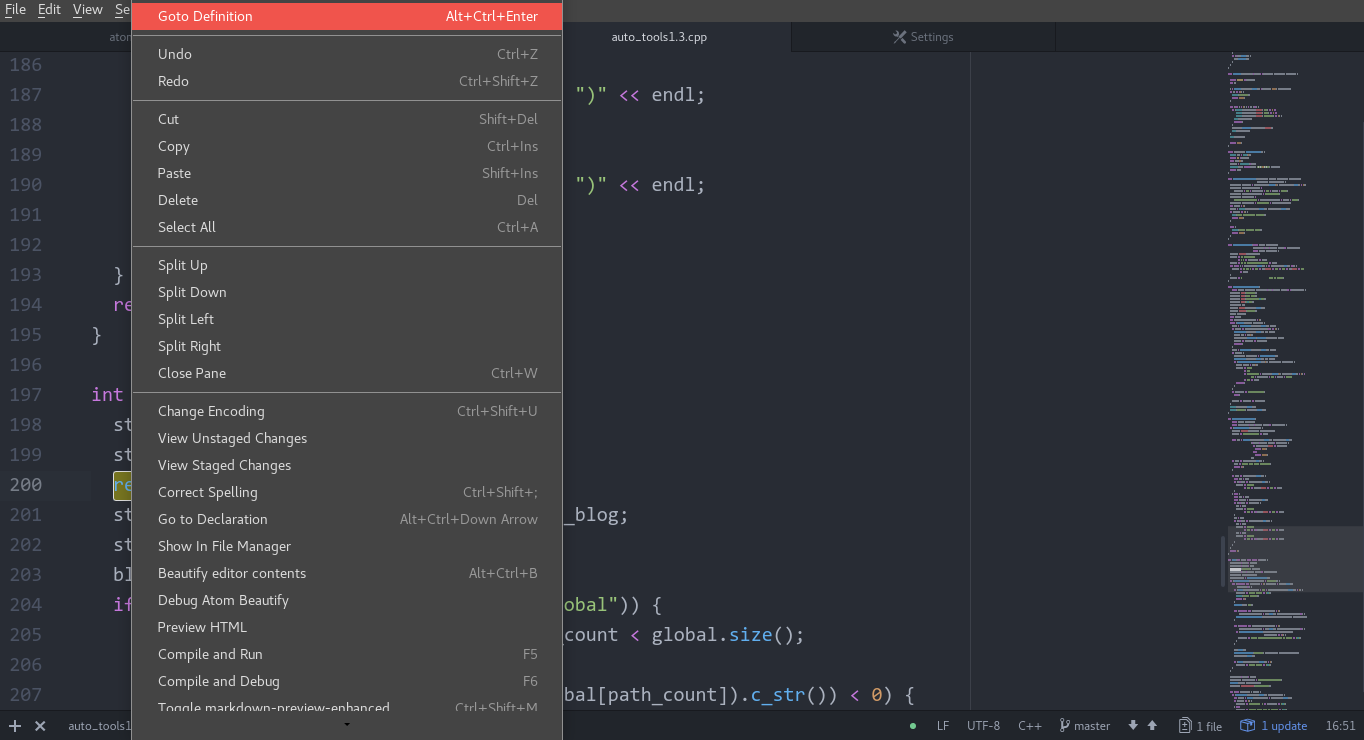 File Edit View Se
Goto Definition Alt+Ctrl+Enter
auto_tools1.3.cpp Settings
186
Undo Ctrl+Z
Redo Ctrl+Shift+Z
187 ")" << endl;
188
Cut Shift+Del
189
Copy Ctrl+Ins
Paste Shift+Ins
190 ")" << endl;
Delete Del
191
Select All Ctrl+A
192
Split Up
193 }
Split Down
194 re
Split Left
195 }
Split Right
196
Close Pane Ctrl+W
197 int
Change Encoding Ctrl+Shift+U
198 st
View Unstaged Changes
199 st
View Staged Changes
200 re
Correct Spelling Ctrl+Shift+;
201 st _blog;
Go to Declaration Alt+Ctrl+Down Arrow
202 st
Show In File Manager
203 bl
Beautify editor contents Alt+Ctrl+B
Debug Atom Beautify
204 if obal")) {
Preview HTML
205 count < global.size();
Compile and Run F5
206
Compile and Debug F6
207 bal[path_count]).c_str()) < 0) {
Toggle markdown-preview-enhanced Ctrl+Shift+M
auto_tools1 LF UTF-8 C++ master 1 file 1 update 16:51